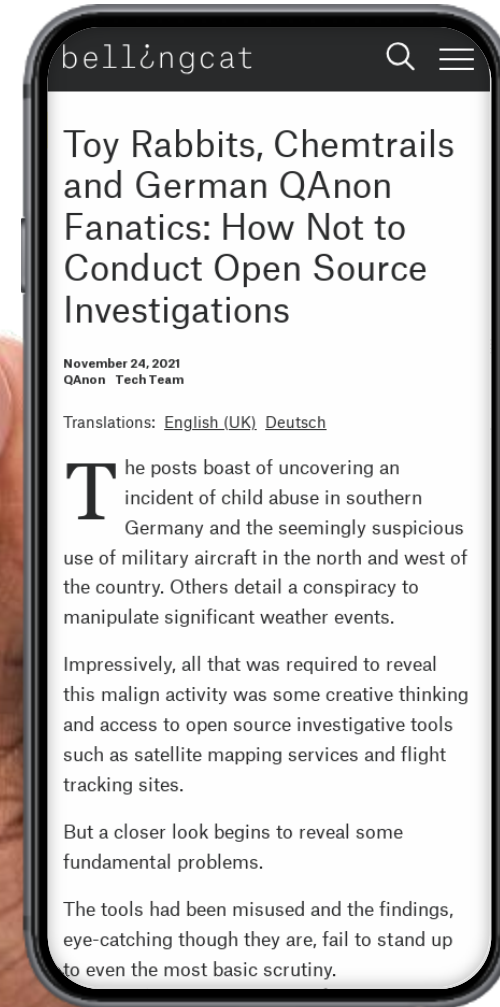 bellingcat
Toy Rabbits, Chemtrails
and German QAnon
Fanatics: How Not to
Conduct Open Source
Investigations
November 24, 2021
QAnon Tech Team
Translations: English (UK) Deutsch
The posts boast of uncovering an
incident of child abuse in southern
Germany and the seemingly suspicious
use of military aircraft in the north and west of
the country. Others detail a conspiracy to
manipulate significant weather events.
Impressively, all that was required to reveal
this malign activity was some creative thinking
and access to open source investigative tools
such as satellite mapping services and flight
tracking sites.
But a closer look begins to reveal some
fundamental problems.
The tools had been misused and the findings,
eye-catching though they are, fail to stand up
to even the most basic scrutiny.